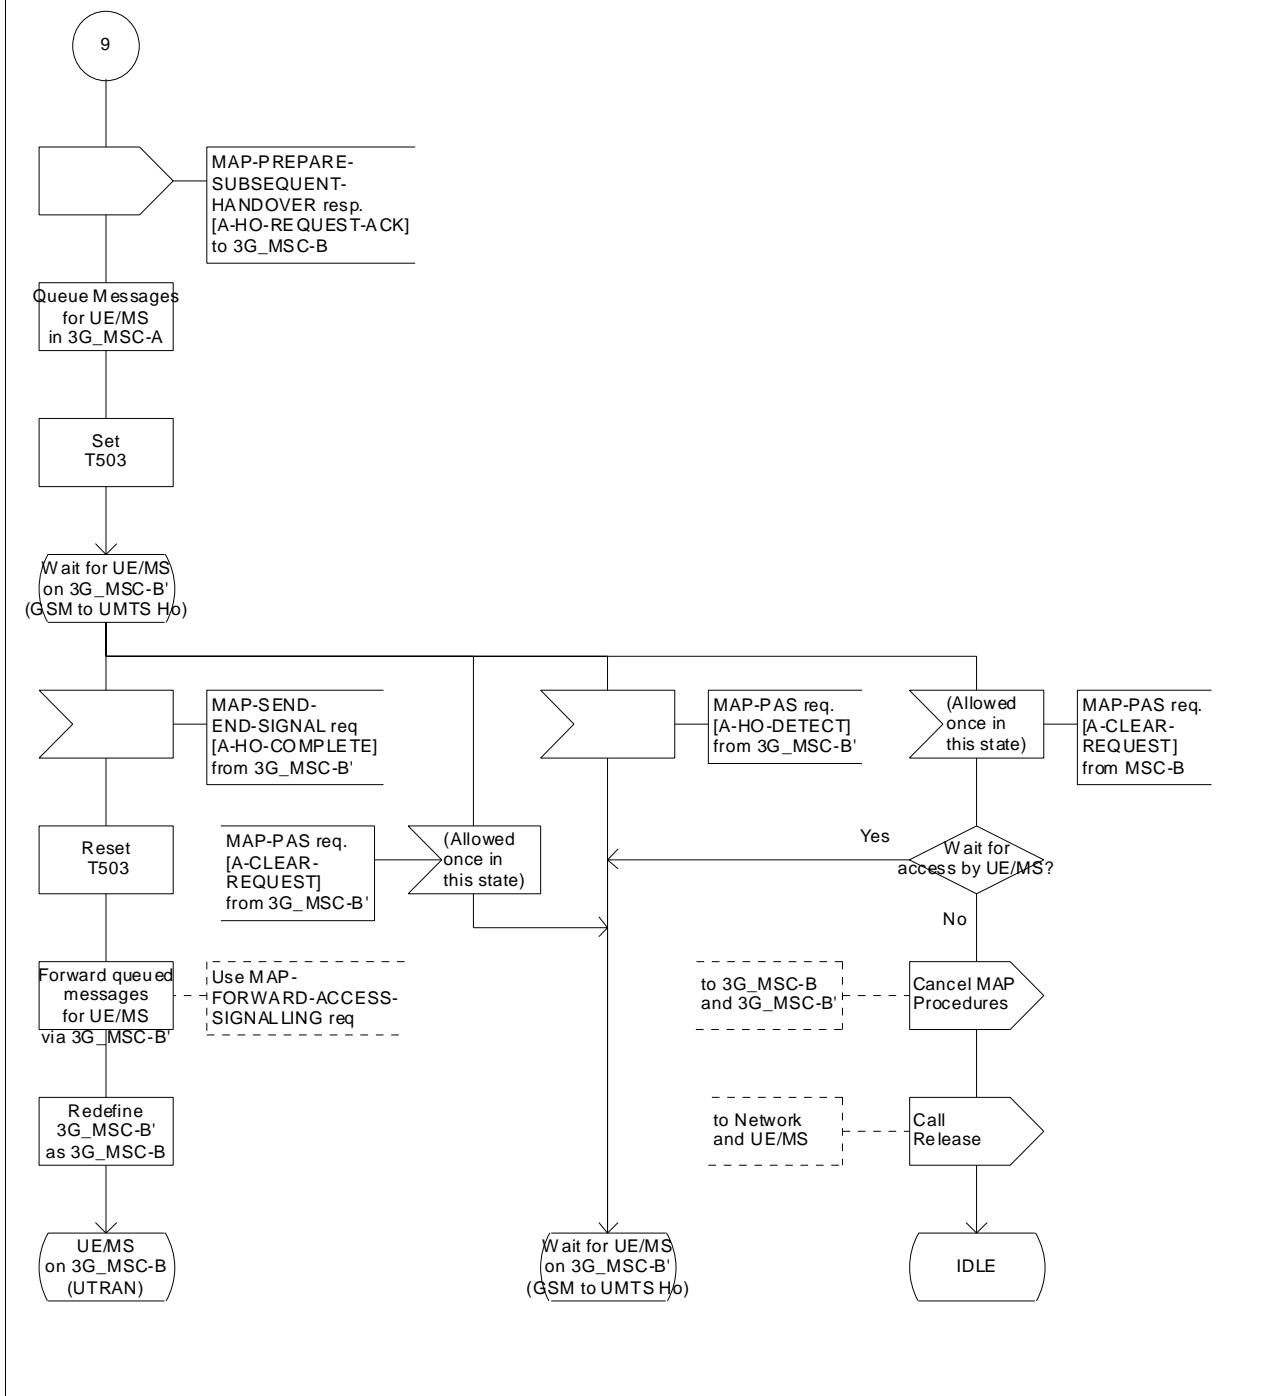 9
MAP-PREPARE-
SUBSEQUENT-
HANDOVER resp.
[A-HO-REQUEST-ACK]
to 3G_MSC-B
Queue Messages
for UE/MS
in 3G_MSC-A
Set
T503
Wait for UE/MS
on 3G_MSC-B'
(GSM to UMTS Ho)
MAP-SEND-
END-SIGNAL req
[A-HO-COMPLETE]
from 3G_MSC-B'
MAP-PAS req.
[A-HO-DETECT]
from 3G_MSC-B'
(Allowed
once in
this state)
MAP-PAS req.
[A-CLEAR-
REQUEST]
from MSC-B
Reset
T503
MAP-PAS req.
[A-CLEAR-
REQUEST]
from 3G_MSC-B'
(Allowed
once in
this state)
Yes
Wait for
access by UE/MS?
No
Forward queued
messages
for UE/MS
via 3G_MSC-B'
Use MAP-
FORWARD-ACCESS-
SIGNALLING req
to 3G_MSC-B
and 3G_MSC-B'
Cancel MAP
Procedures
Redefine
3G_MSC-B'
as 3G_MSC-B
to Network
and UE/MS
Call
Release
UE/MS
on 3G_MSC-B
(UTRAN)
Wait for UE/MS
on 3G_MSC-B'
(GSM to UMTS Ho)
IDLE